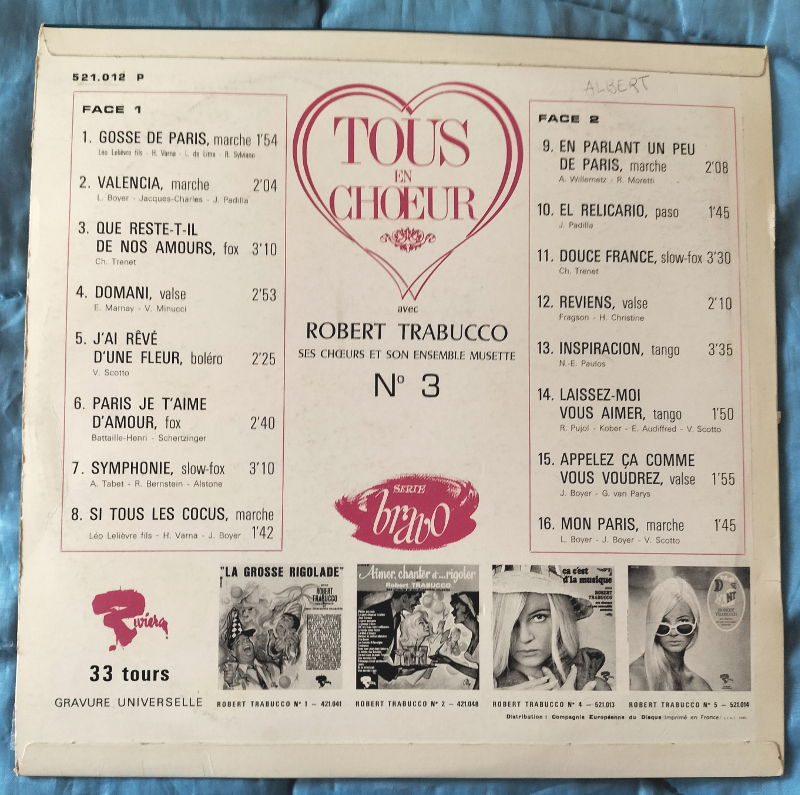 521.012 P
ALBERT
FACE 1
1. GOSSE DE PARIS, marche 1'54
Léo Lelièvre fils - H. Varna - L. de Lima - R. Sylviano
2. VALENCIA, marche 2'04
L. Boyer - Jacques-Charles - J. Padilla
3. QUE RESTE-T-IL
DE NOS AMOURS, fox 3'10
Ch. Trenet
4. DOMANI, valse 2'53
E. Marnay - V. Minucci
5. J'AI RÊVÉ
D'UNE FLEUR, boléro 2'25
V. Scotto
6. PARIS JE T'AIME
D'AMOUR, fox 2'40
Battaille-Henri - Schertzinger
7. SYMPHONIE, slow-fox 3'10
A. Tabet - R. Bernstein - Alstone
8. SI TOUS LES COCUS, marche
Léo Lelièvre fils - H. Varna - J. Boyer 1'42
TOUS
EN
CHŒUR
avec
ROBERT TRABUCCO
SES CHŒURS ET SON ENSEMBLE MUSETTE
N° 3
SERIE
bravo
FACE 2
9. EN PARLANT UN PEU
DE PARIS, marche 2'08
A. Willemetz - R. Moretti
10. EL RELICARIO, paso 1'45
J. Padilla
11. DOUCE FRANCE, slow-fox 3'30
Ch. Trenet
12. REVIENS, valse 2'10
Fragson - H. Christine
13. INSPIRACION, tango 3'35
N.-E. Paulos
14. LAISSEZ-MOI
VOUS AIMER, tango 1'50
R. Pujol - Kober - E. Audiffred - V. Scotto
15. APPELEZ ÇA COMME
VOUS VOUDREZ, valse 1'55
J. Boyer - G. van Parys
16. MON PARIS, marche 1'45
L. Boyer - J. Boyer - V. Scotto
Riviera
33 tours
GRAVURE UNIVERSELLE
"LA GROSSE RIGOLADE"
ROBERT
TRABUCCO
ROBERT TRABUCCO N° 1 - 421.041
Aimer, chanter et... rigoler
Robert TRABUCCO
ROBERT TRABUCCO N° 2 - 421.048
ça c'est
d'la musique
ROBERT
TRABUCCO
ROBERT TRABUCCO N° 4 - 521.013
ROBERT
TRABUCCO
ROBERT TRABUCCO N° 5 - 521.014
Distribution : Compagnie Européenne du Disque/Imprimé en France/